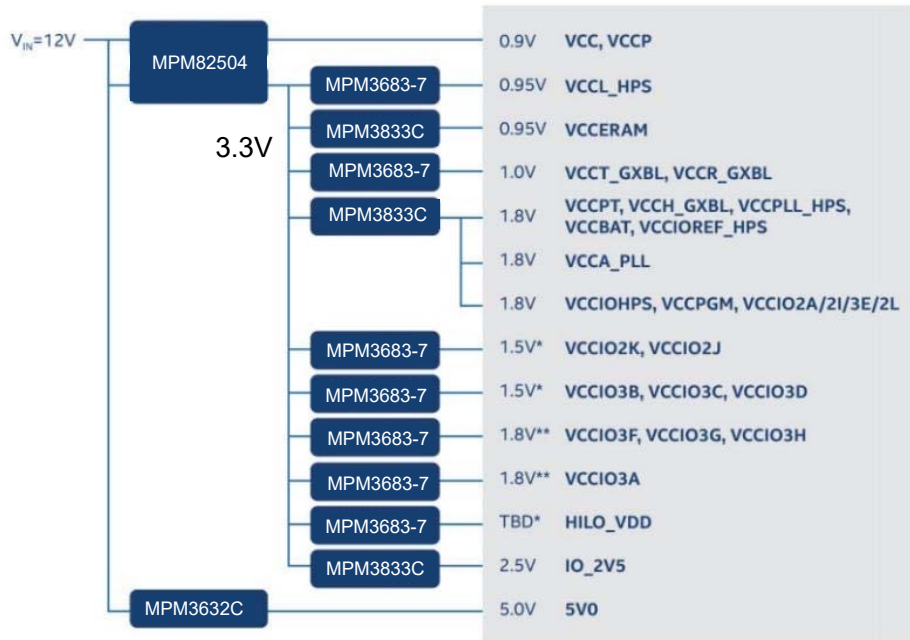 V_IN=12V
MPM82504
0.9V VCC, VCCP
MPM3683-7 0.95V VCCL_HPS
3.3V
MPM3833C 0.95V VCCERAM
MPM3683-7 1.0V VCCT_GXBL, VCCR_GXBL
MPM3833C 1.8V VCCPT, VCCH_GXBL, VCCPLL_HPS,
VCCBAT, VCCIOREF_HPS
1.8V VCCA_PLL
1.8V VCCIOHPS, VCCPGM, VCCIO2A/2I/3E/2L
MPM3683-7 1.5V* VCCIO2K, VCCIO2J
MPM3683-7 1.5V* VCCIO3B, VCCIO3C, VCCIO3D
MPM3683-7 1.8V** VCCIO3F, VCCIO3G, VCCIO3H
MPM3683-7 1.8V** VCCIO3A
MPM3683-7 TBD* HILO_VDD
MPM3833C 2.5V IO_2V5
MPM3632C 5.0V 5V0